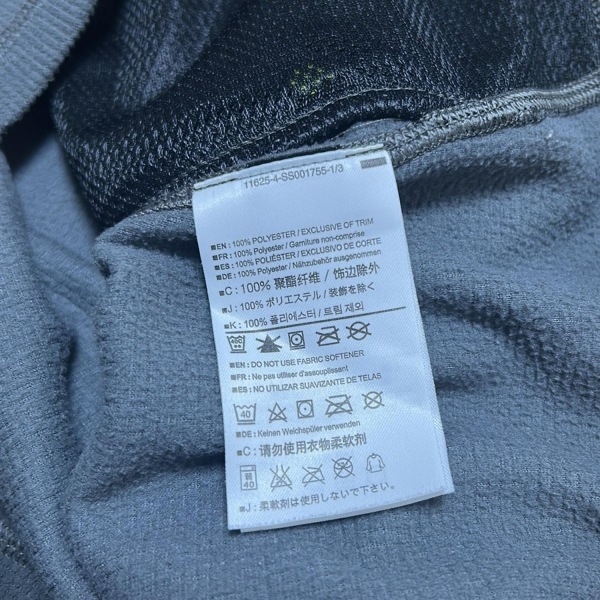 11625-4-SS001755-1/3
■EN: 100% POLYESTER / EXCLUSIVE OF TRIM
■FR: 100% Polyester / Garniture non-comprise
■ES: 100% POLIÉSTER / EXCLUSIVO DE CORTE
■DE: 100% Polyester / Nähzubehör ausgenommen
■C: 100% 聚酯纤维 / 饰边除外
■J: 100% ポリエステル / 装飾を除く
■K: 100% 폴리에스터 / 트림 제외
■EN: DO NOT USE FABRIC SOFTENER
■FR: Ne pas utiliser d'assouplissant
■ES: NO UTILIZAR SUAVIZANTE DE TELAS
40
■DE: Keinen Weichspüler verwenden
■C: 请勿使用衣物柔软剂
弱
40
■J: 柔軟剤は使用しないで下さい。